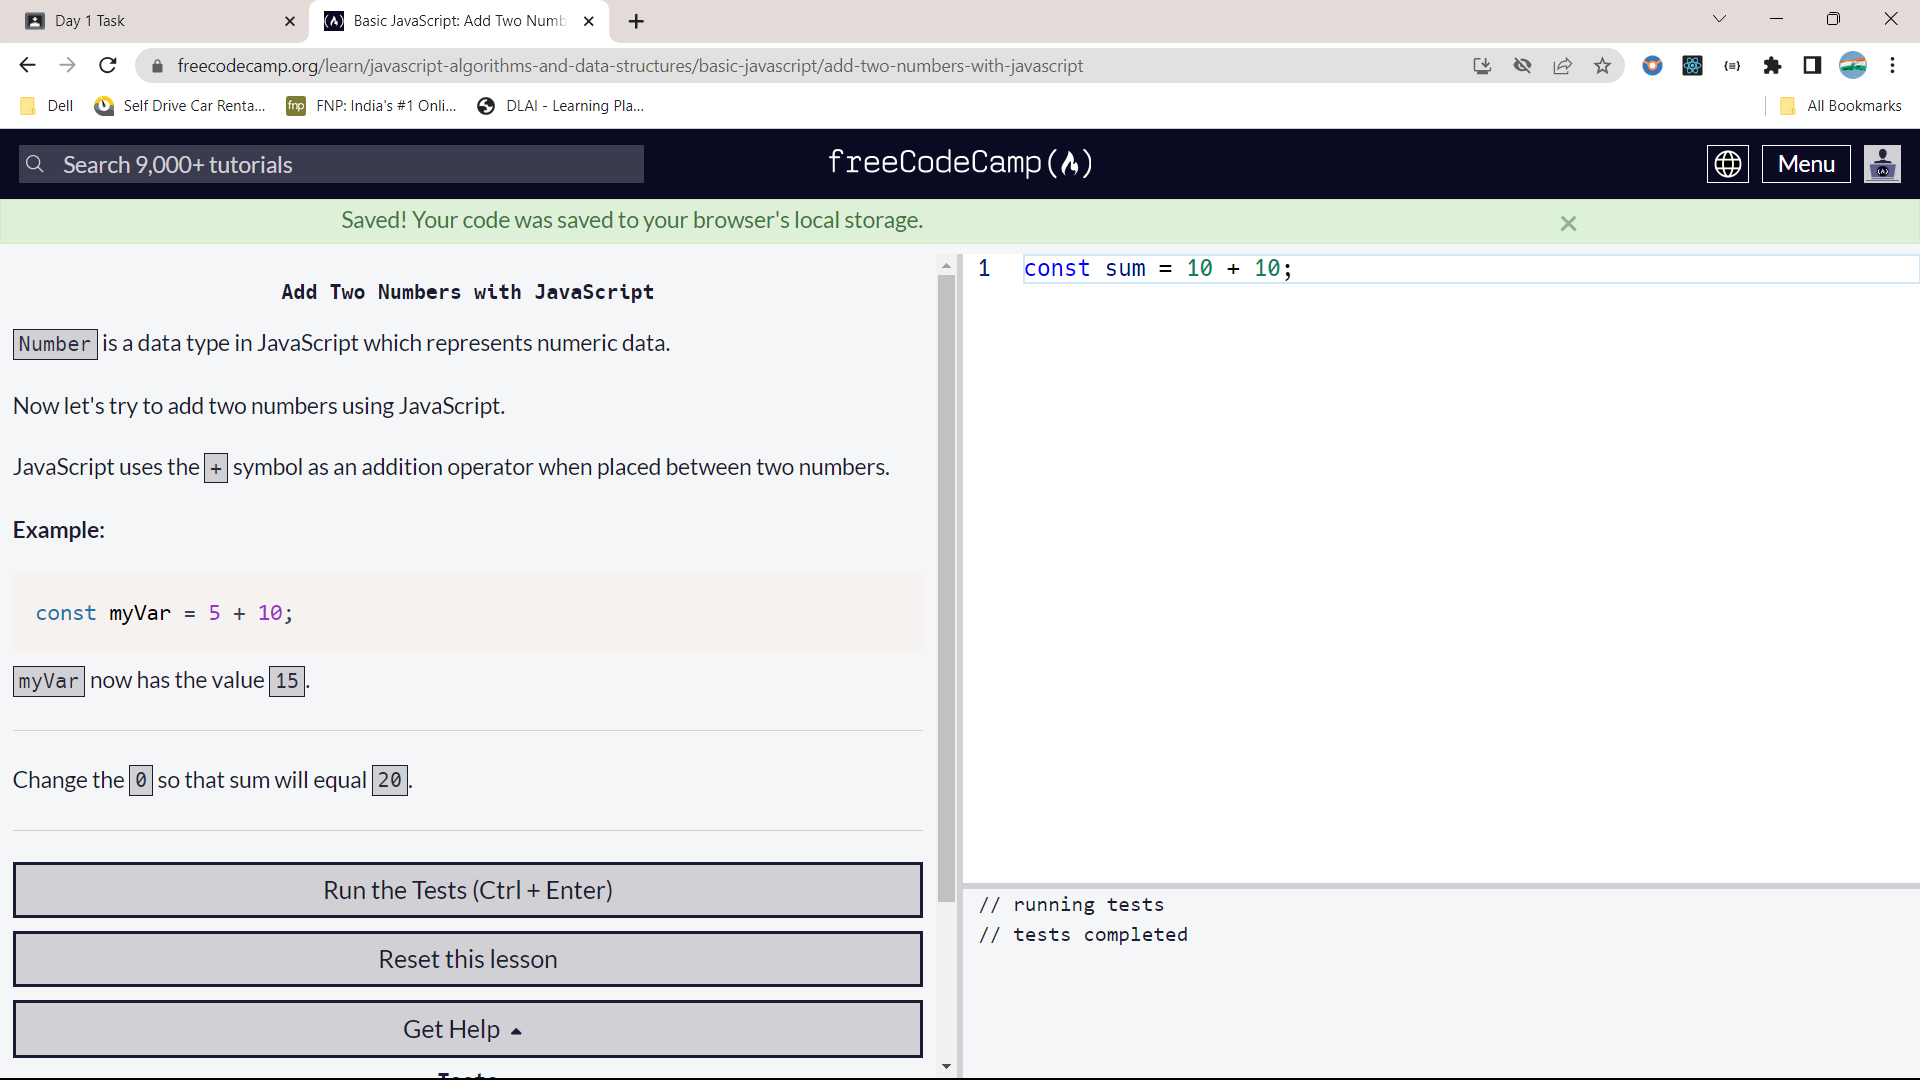 Day 1 Task
Basic JavaScript: Add Two Numb
freecodecamp.org/learn/javascript-algorithms-and-data-structures/basic-javascript/add-two-numbers-with-javascript
Dell
Self Drive Car Renta...
fnp FNP: India's #1 Onli...
DLAI - Learning Pla...
All Bookmarks
Search 9,000+ tutorials
freeCodeCamp(🔥)
Menu
Saved! Your code was saved to your browser's local storage.
Add Two Numbers with JavaScript
Number is a data type in JavaScript which represents numeric data.
Now let's try to add two numbers using JavaScript.
JavaScript uses the + symbol as an addition operator when placed between two numbers.
Example:
const myVar = 5 + 10;
myVar now has the value 15.
Change the 0 so that sum will equal 20.
Run the Tests (Ctrl + Enter)
Reset this lesson
Get Help
1 const sum = 10 + 10;
// running tests
// tests completed